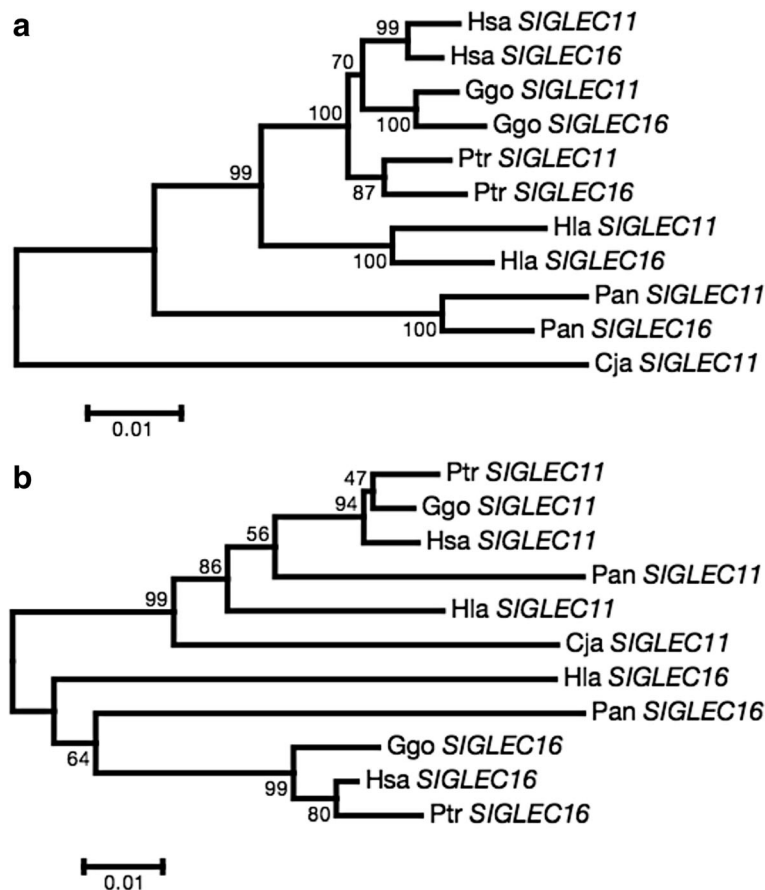 a
99
Hsa SIGLEC11
Hsa SIGLEC16
70
Ggo SIGLEC11
100
100
Ggo SIGLEC16
Ptr SIGLEC11
99
87
Ptr SIGLEC16
Hla SIGLEC11
100
Hla SIGLEC16
Pan SIGLEC11
100
Pan SIGLEC16
Cja SIGLEC11
0.01
b
47
Ptr SIGLEC11
94
Ggo SIGLEC11
56
Hsa SIGLEC11
86
Pan SIGLEC11
99
Hla SIGLEC11
Cja SIGLEC11
Hla SIGLEC16
Pan SIGLEC16
64
Ggo SIGLEC16
99
Hsa SIGLEC16
80
Ptr SIGLEC16
0.01